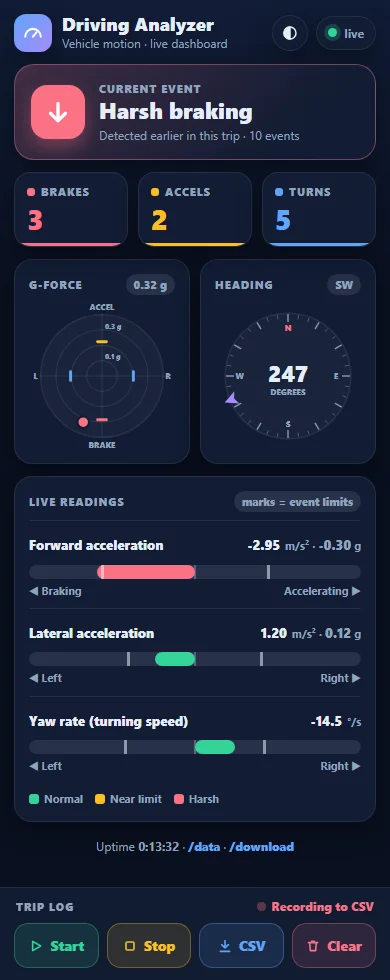 Driving Analyzer
Vehicle motion · live dashboard
live
CURRENT EVENT
Harsh braking
Detected earlier in this trip · 10 events
BRAKES
3
ACCELS
2
TURNS
5
G-FORCE
0.32 g
ACCEL
0.3 g
0.1 g
L
R
BRAKE
HEADING
SW
N
W
E
S
247
DEGREES
LIVE READINGS
marks = event limits
Forward acceleration
-2.95 m/s² · -0.30 g
◀ Braking
Accelerating ▶
Lateral acceleration
1.20 m/s² · 0.12 g
◀ Left
Right ▶
Yaw rate (turning speed)
-14.5 °/s
◀ Left
Right ▶
Normal
Near limit
Harsh
Uptime 0:13:32 · /data · /download
TRIP LOG
Recording to CSV
Start
Stop
CSV
Clear